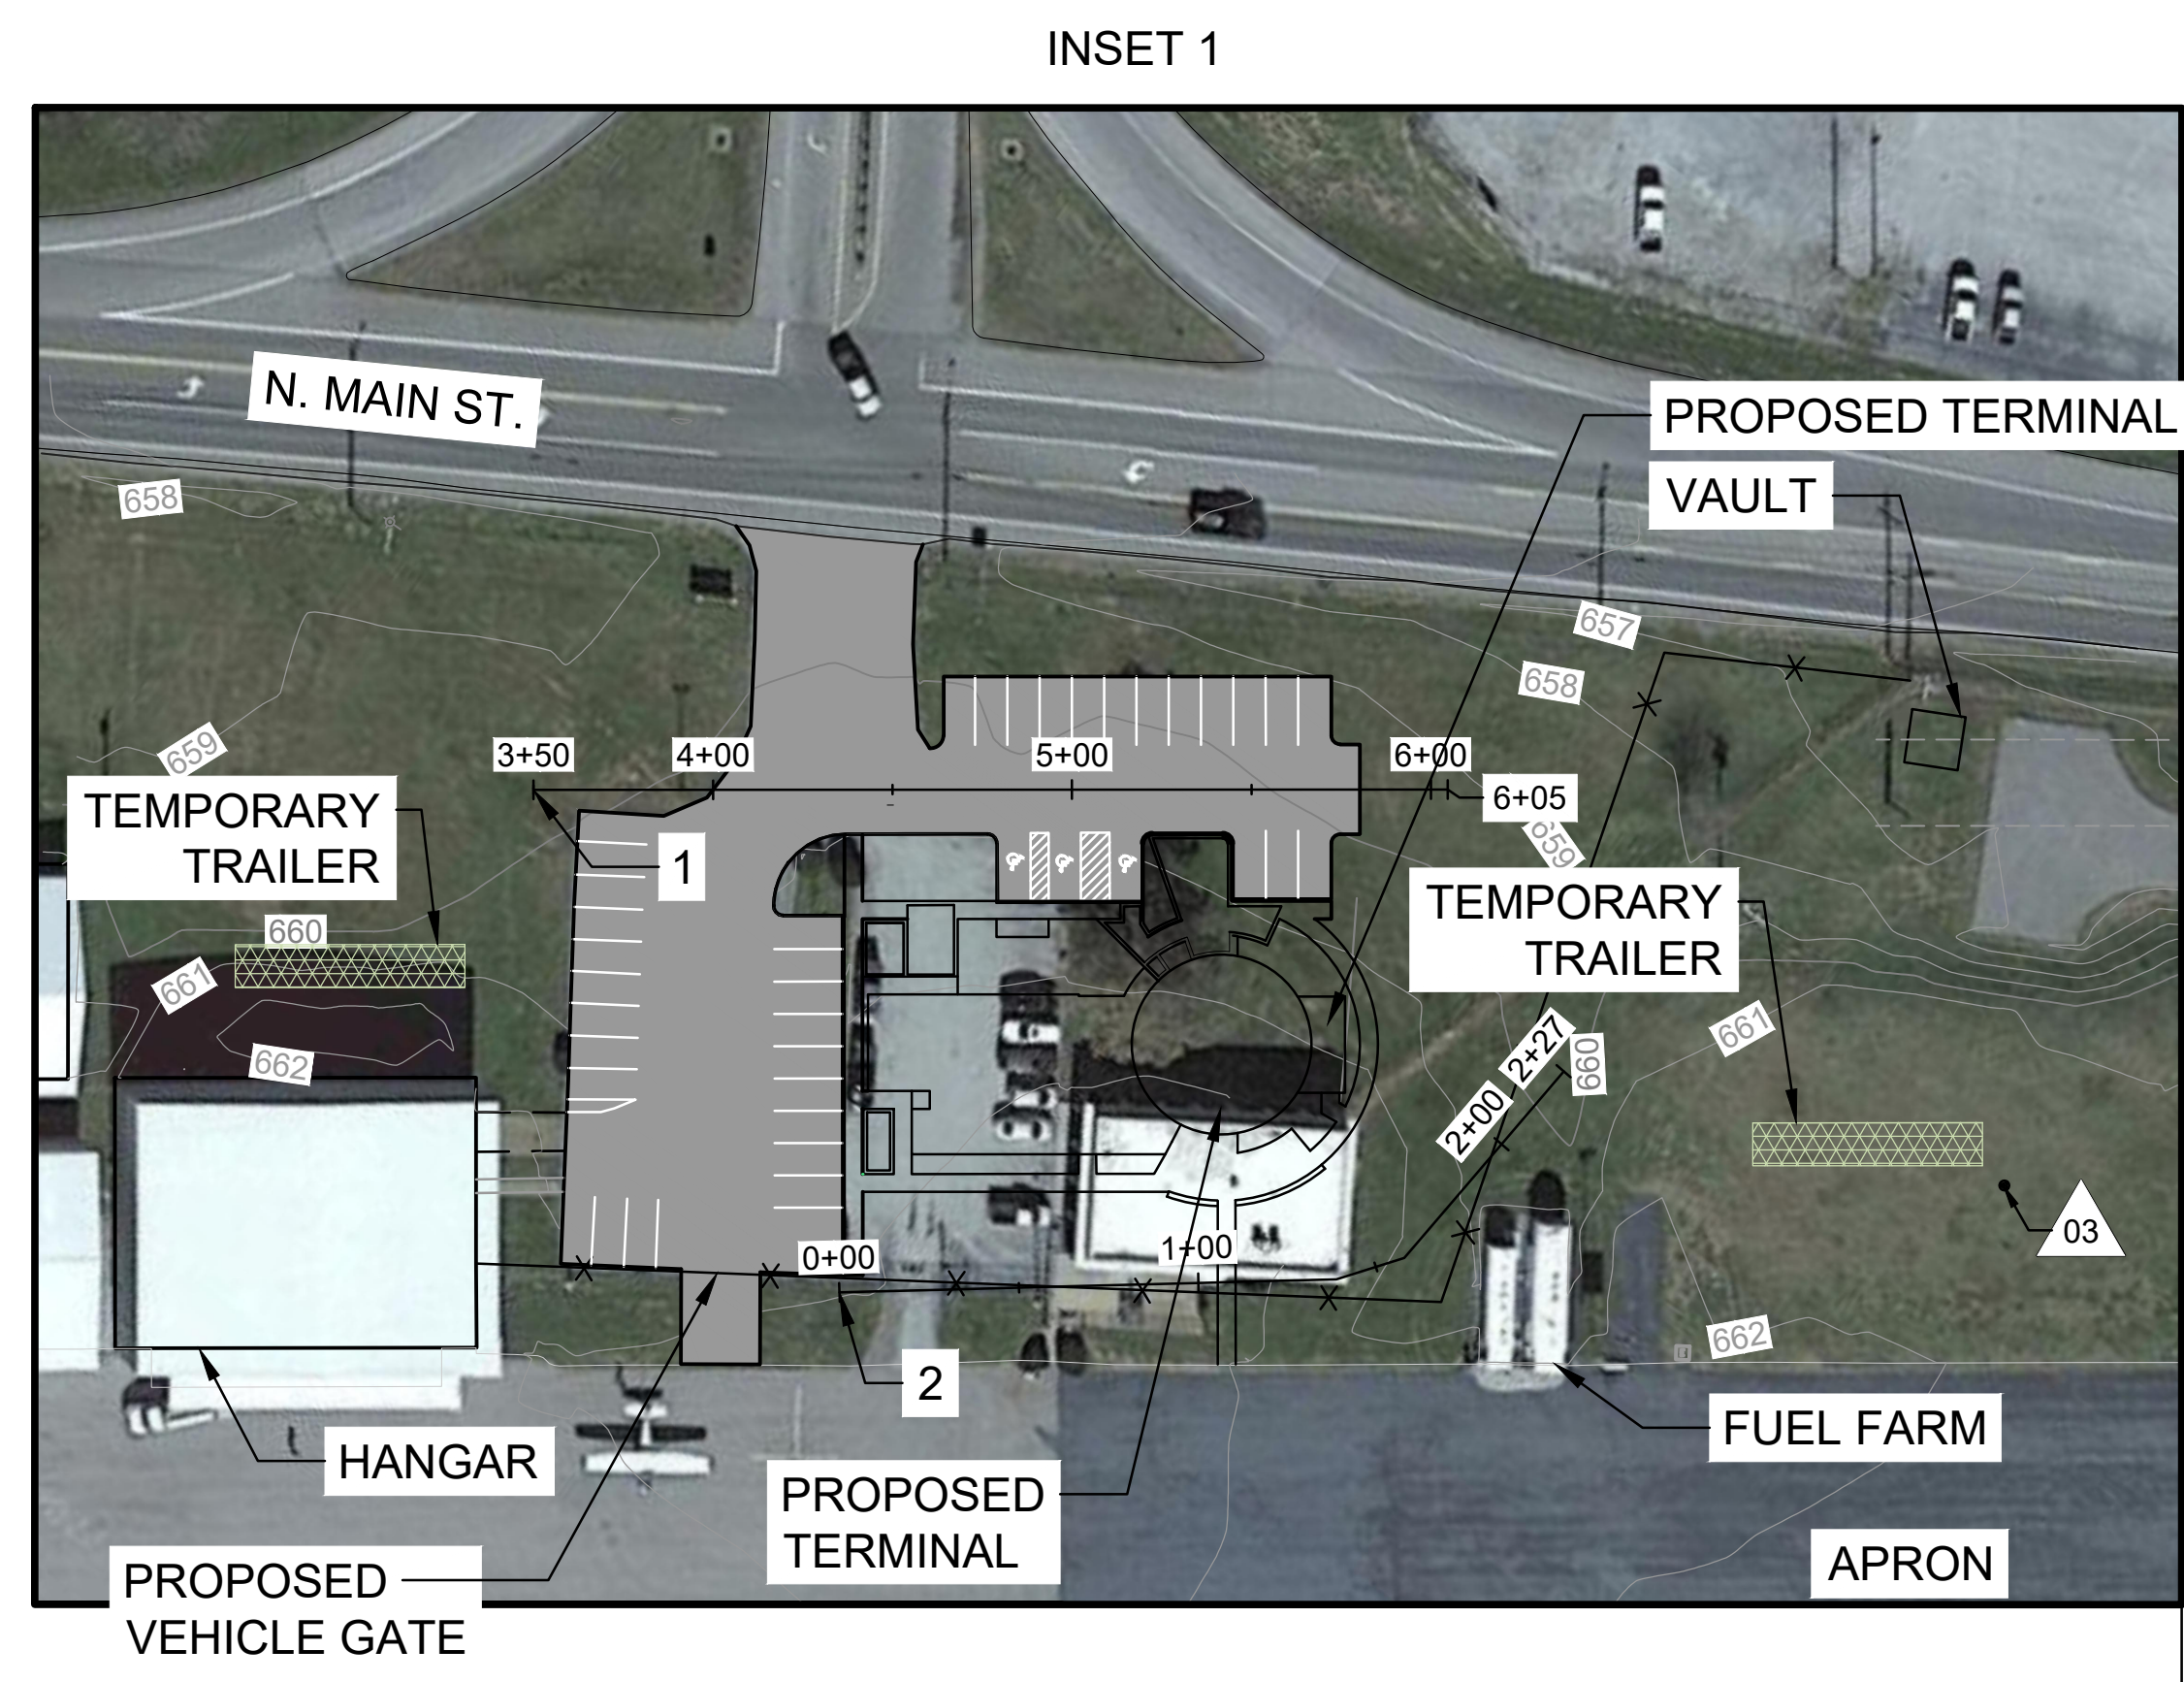 INSET 1
N. MAIN ST.
PROPOSED TERMINAL
VAULT
658
657
658
659
3+50
4+00
5+00
6+00
6+05
TEMPORARY
TRAILER
1
659
TEMPORARY
TRAILER
660
661
662
661
2+27
2+00
660
03
0+00
1+00
2
662
FUEL FARM
HANGAR
PROPOSED
TERMINAL
APRON
PROPOSED
VEHICLE GATE